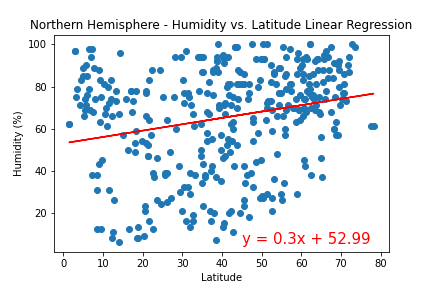 Northern Hemisphere - Humidity vs. Latitude Linear Regression
100
80
60
40
20
Humidity (%)
y = 0.3x + 52.99
0 10 20 30 40 50 60 70 80
Latitude